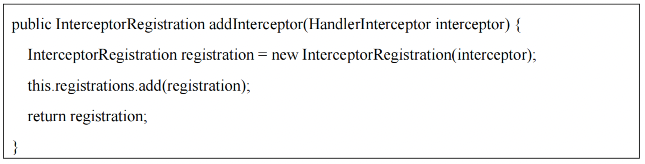 public InterceptorRegistration addInterceptor(HandlerInterceptor interceptor) {
InterceptorRegistration registration = new InterceptorRegistration(interceptor);
this.registrations.add(registration);
return registration;
}